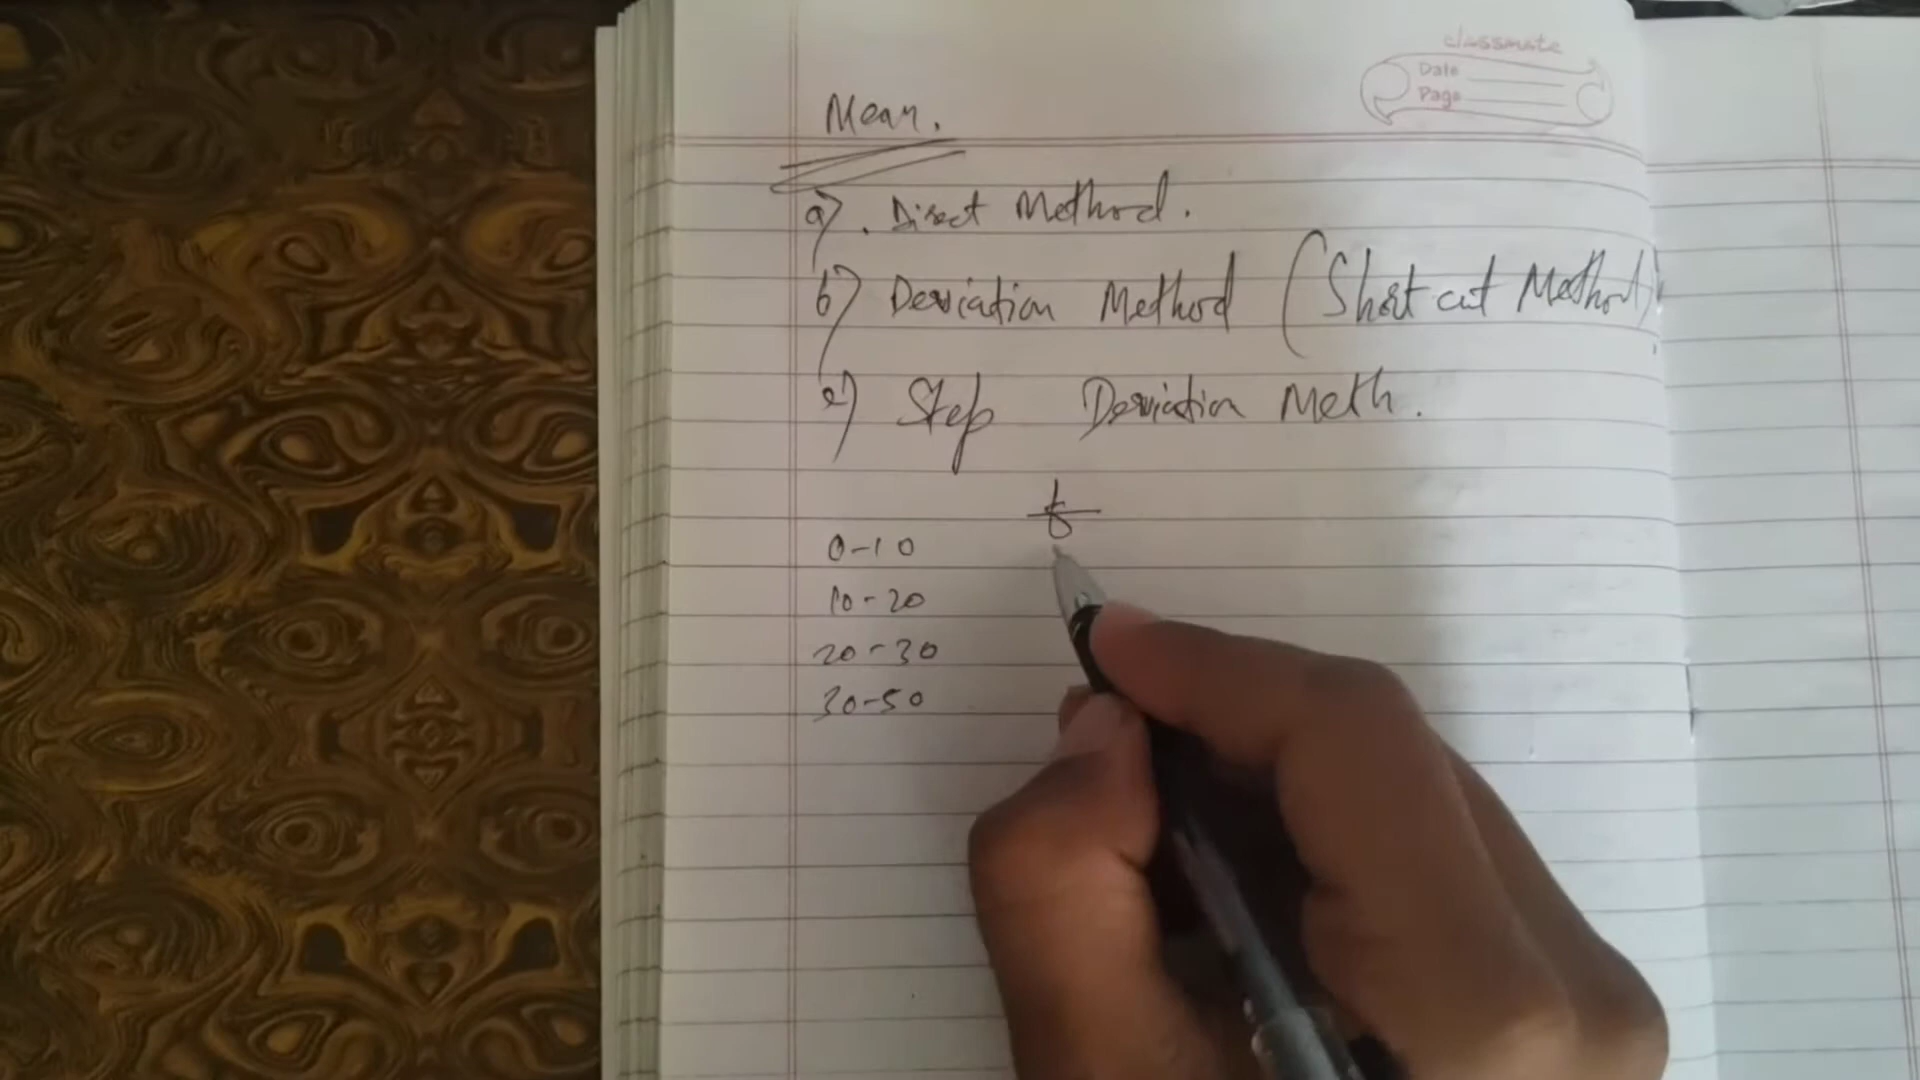 classmate
Date
Page
Mean.
a). Direct Method.
b) Deviation Method (Short cut Method)
c) Step Deviation Meth.
f
0-10
10-20
20-30
30-50